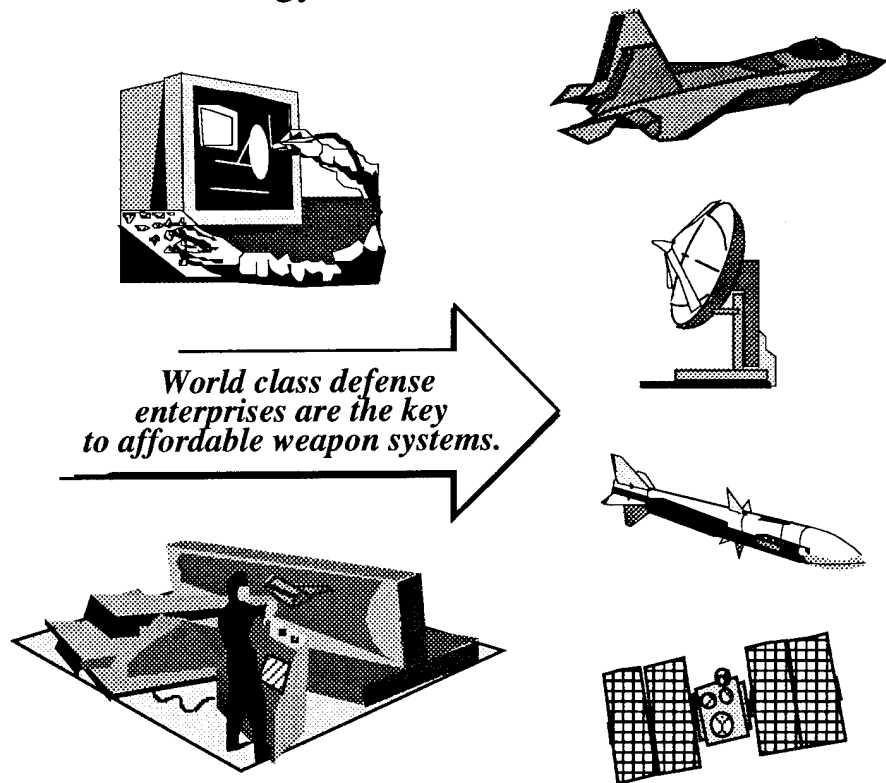 World class defense
enterprises are the key
to affordable weapon systems.